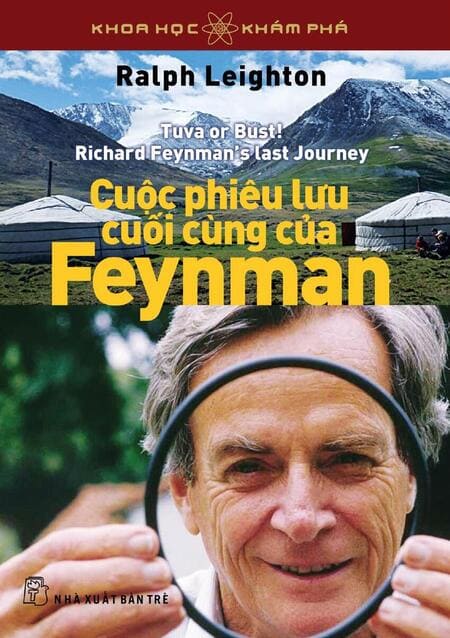 KHOA HỌC KHÁM PHÁ
Ralph Leighton
Tuva or Bust!
Richard Feynman's last Journey
Cuộc phiêu lưu
cuối cùng của
Feynman
NHÀ XUẤT BẢN TRẺ